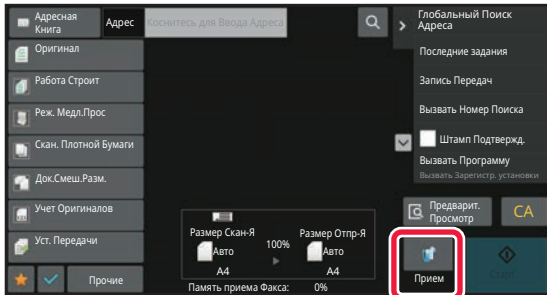 Адресная
Книга
Адрес
Коснитесь для Ввода Адреса
Глобальный Поиск
Адреса
Оригинал
Последние задания
Работа Строит
Запись Передач
Реж. Медл.Прос
Вызвать Номер Поиска
Скан. Плотной Бумаги
Штамп Подтвержд.
Вызвать Программу
Вызвать Зарегистр. установки
Док.Смеш.Разм.
Учет Оригиналов
Предварит.
Просмотр
CA
Уст. Передачи
Размер Скан-Я
Авто
A4
100%
Размер Отпр-Я
Авто
A4
Прочие
Память приема Факса: 0%
Прием
Старт